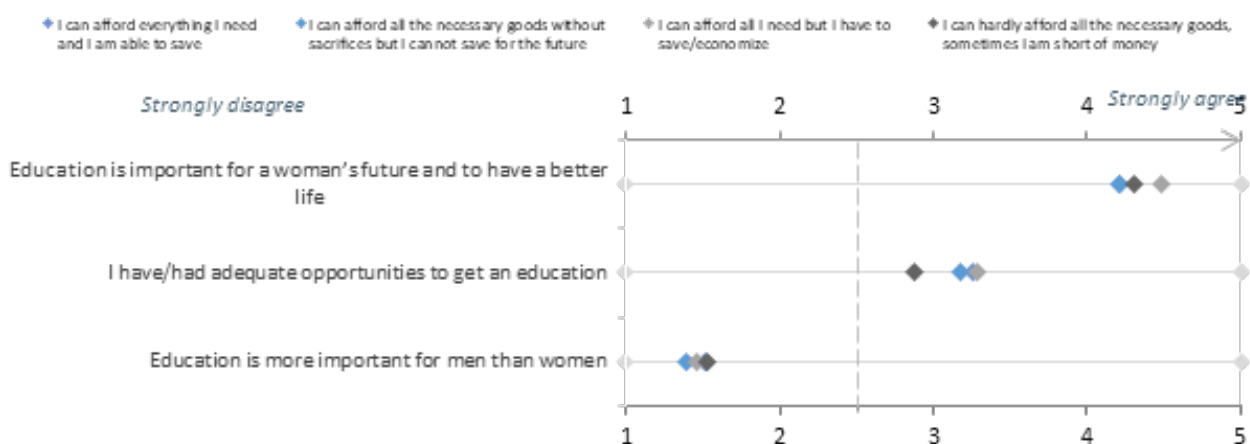 I can afford everything I need
and I am able to save
I can afford all the necessary goods without
sacrifices but I cannot save for the future
I can afford all I need but I have to
save/economize
I can hardly afford all the necessary goods,
sometimes I am short of money
Strongly disagree
1 2 3 4 5
Strongly agree
Education is important for a woman's future and to have a better
life
I have/had adequate opportunities to get an education
Education is more important for men than women
1 2 3 4 5